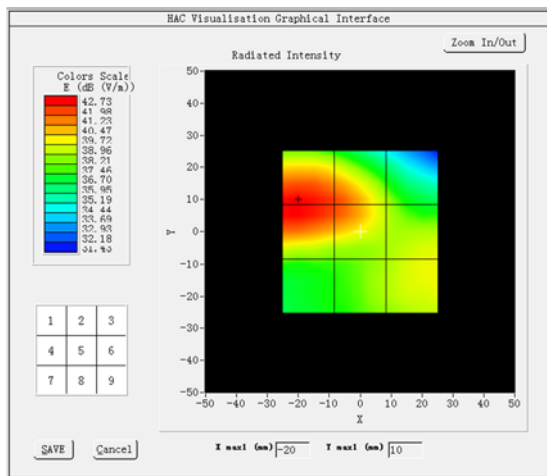 HAC Visualisation Graphical Interface
Zoom In/Out
Radiated Intensity
Colors Scale
E (dB (V/m))
42.73
41.98
41.23
40.47
39.72
38.96
38.21
37.46
36.70
35.95
35.19
34.44
33.69
32.93
32.18
31.43
50
40
30
20
10
0
-10
-20
-30
-40
-50
Y
-50 -40 -30 -20 -10 0 10 20 30 40 50
X
1 2 3
4 5 6
7 8 9
SAVE
Cancel
X max1 (mm) -20
Y max1 (mm) 10